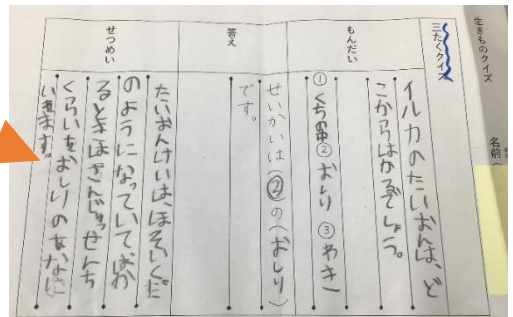 生きものクイズ
名前(
三たくクイズ
もんだい
イルカのたいおんは、ど
こからはかるでしょう。
①くちの中②おしり③わき
答え
せいかいは(②の(おしり)
です。
せつめい
たいおんけいは、ほそいくだ
のようになっていてはか
るときはさんじゅっせんち
くらいをおしりのあなに
いれます。